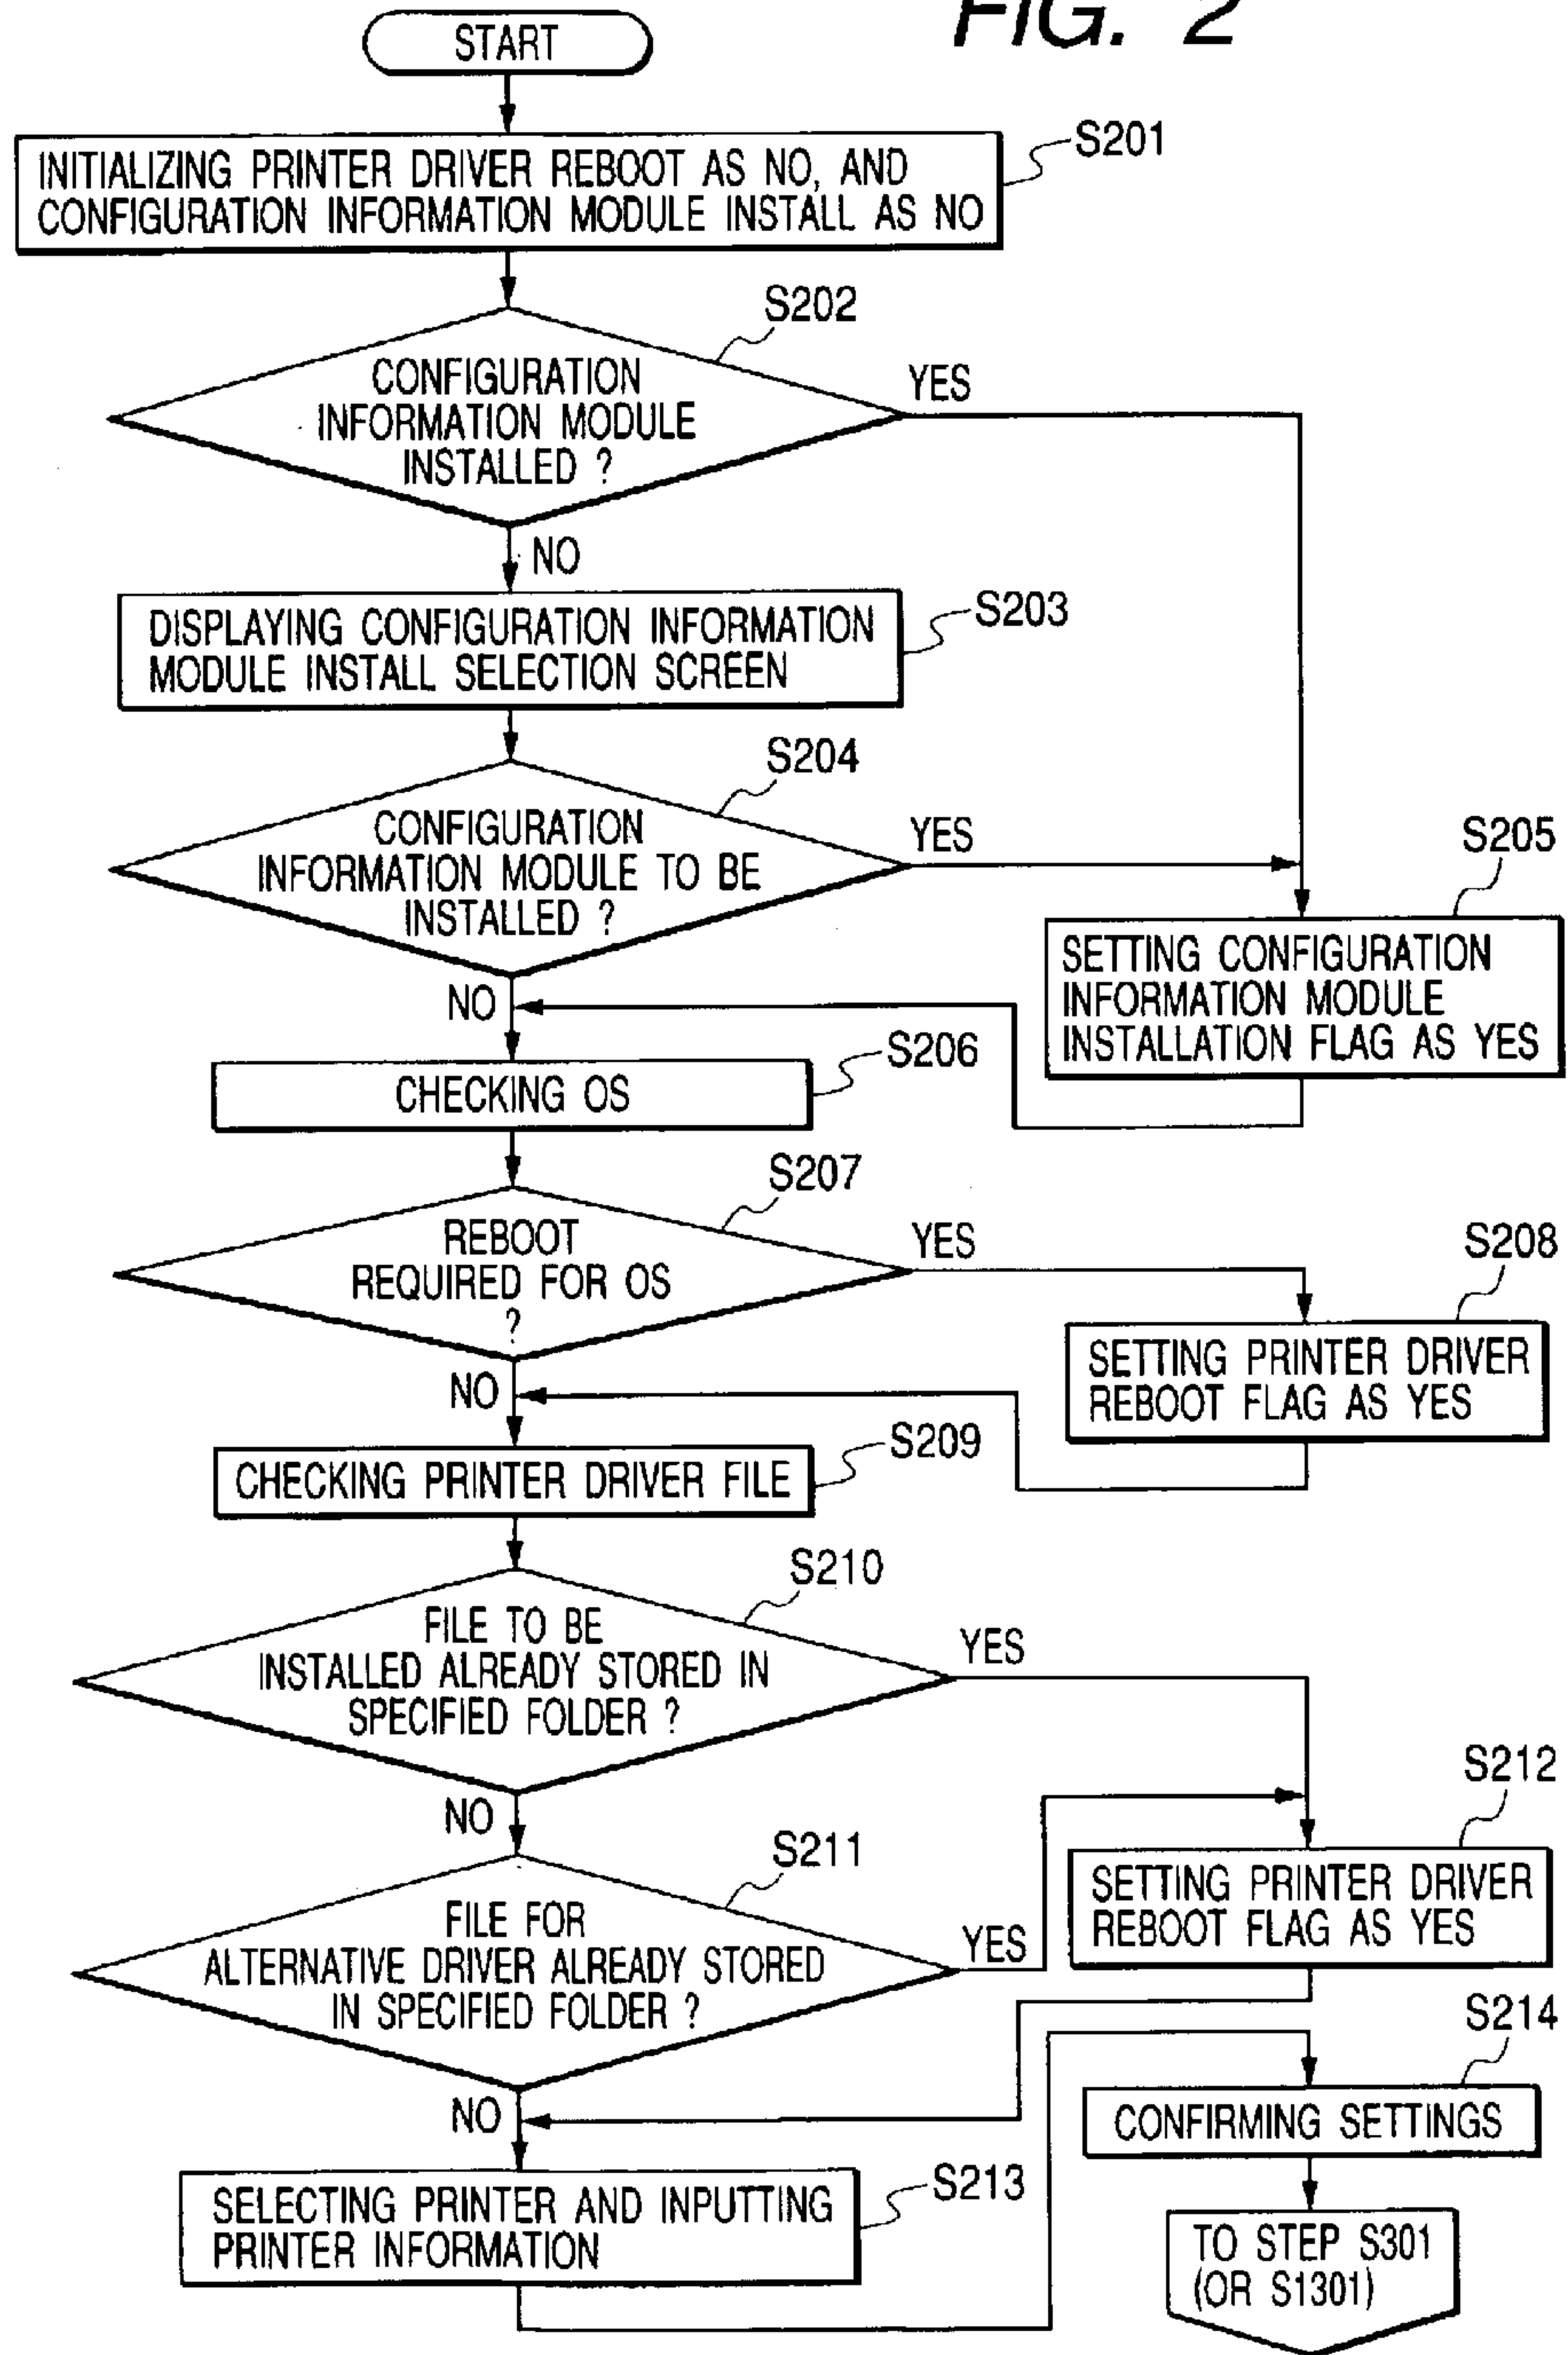 FIG. 2
START
S201
INITIALIZING PRINTER DRIVER REBOOT AS NO, AND
CONFIGURATION INFORMATION MODULE INSTALL AS NO
S202
CONFIGURATION
INFORMATION MODULE
INSTALLED ?
YES
NO
S203
DISPLAYING CONFIGURATION INFORMATION
MODULE INSTALL SELECTION SCREEN
S204
CONFIGURATION
INFORMATION MODULE TO BE
INSTALLED ?
YES
NO
S205
SETTING CONFIGURATION
INFORMATION MODULE
INSTALLATION FLAG AS YES
S206
CHECKING OS
S207
REBOOT
REQUIRED FOR OS
?
YES
NO
S208
SETTING PRINTER DRIVER
REBOOT FLAG AS YES
S209
CHECKING PRINTER DRIVER FILE
S210
FILE TO BE
INSTALLED ALREADY STORED IN
SPECIFIED FOLDER ?
YES
NO
S211
FILE FOR
ALTERNATIVE DRIVER ALREADY STORED
IN SPECIFIED FOLDER ?
YES
NO
S212
SETTING PRINTER DRIVER
REBOOT FLAG AS YES
S213
SELECTING PRINTER AND INPUTTING
PRINTER INFORMATION
S214
CONFIRMING SETTINGS
TO STEP S301
(OR S1301)